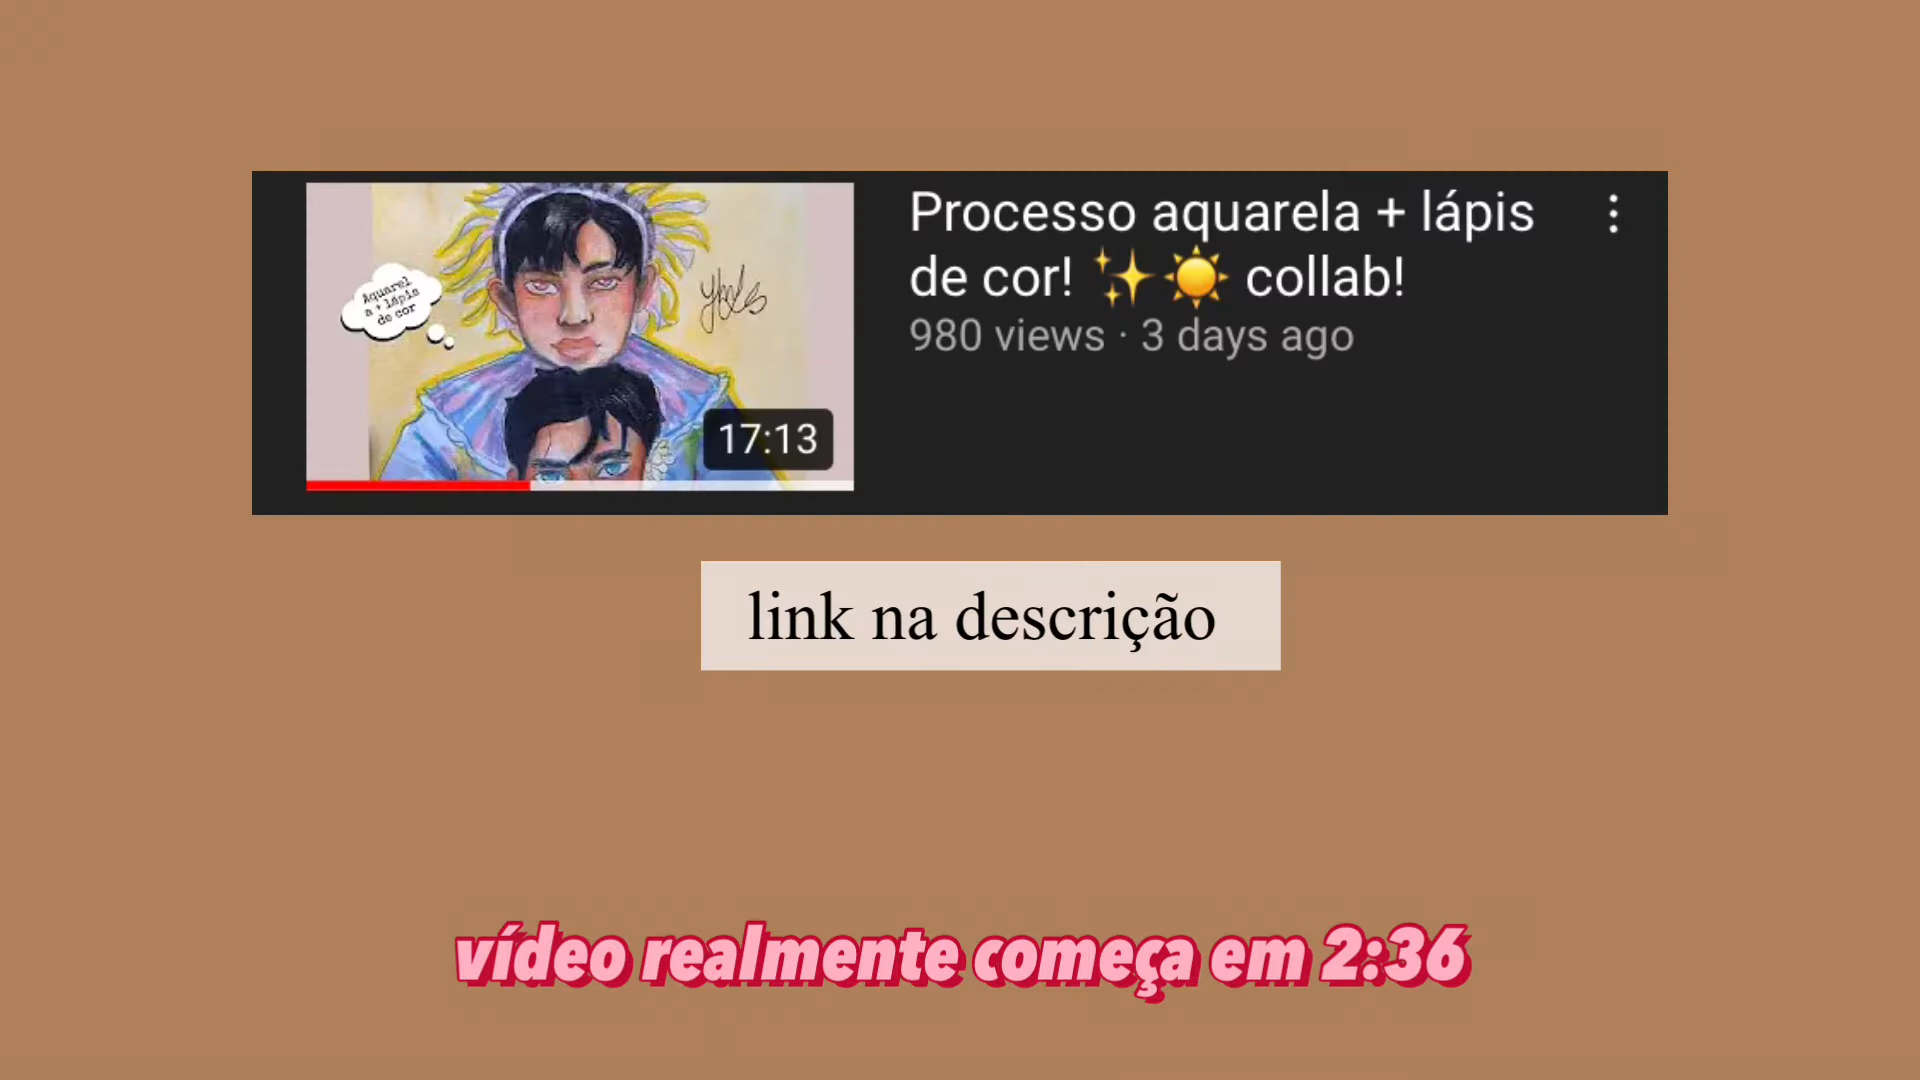 Aquarel
a + lápis
de cor
17:13
Processo aquarela + lápis
de cor! ✨☀️ collab!
980 views · 3 days ago
link na descrição
vídeo realmente começa em 2:36